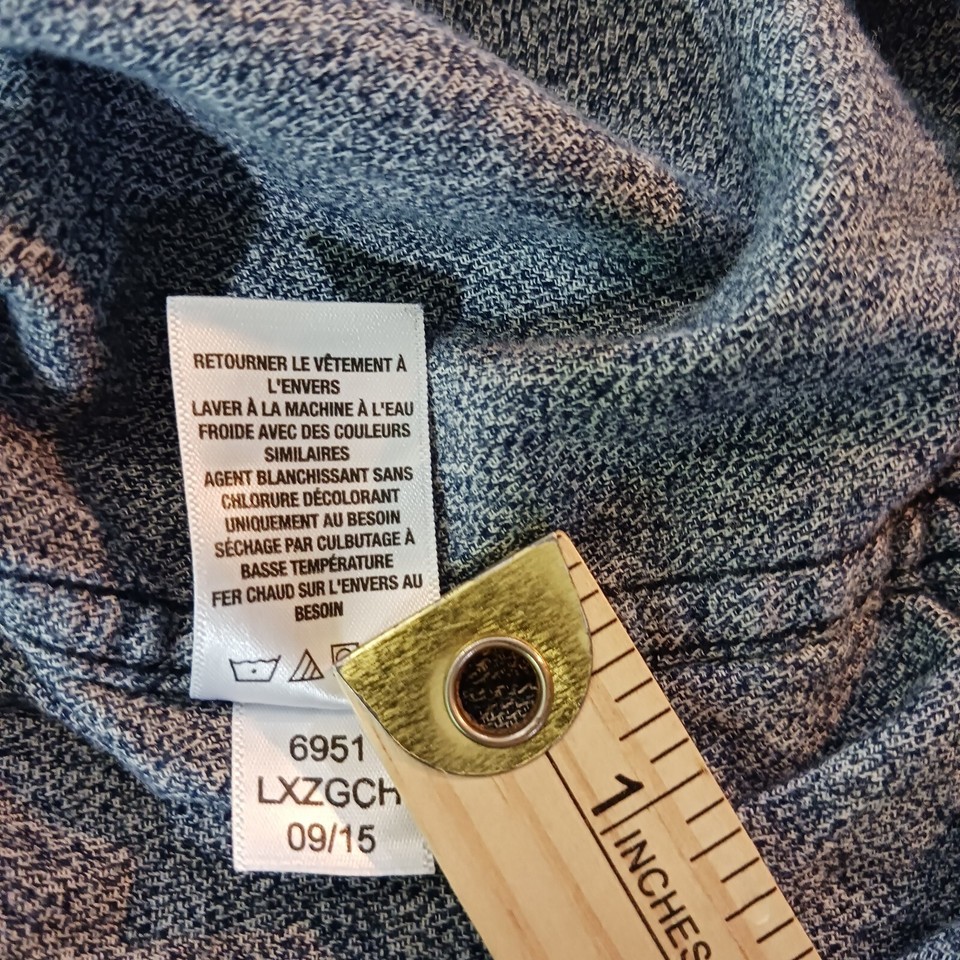 RETOURNER LE VÊTEMENT À
L'ENVERS
LAVER À LA MACHINE À L'EAU
FROIDE AVEC DES COULEURS
SIMILAIRES
AGENT BLANCHISSANT SANS
CHLORURE DÉCOLORANT
UNIQUEMENT AU BESOIN
SÉCHAGE PAR CULBUTAGE À
BASSE TEMPÉRATURE
FER CHAUD SUR L'ENVERS AU
BESOIN
6951
LXZGCH
09/15
1
INCHES